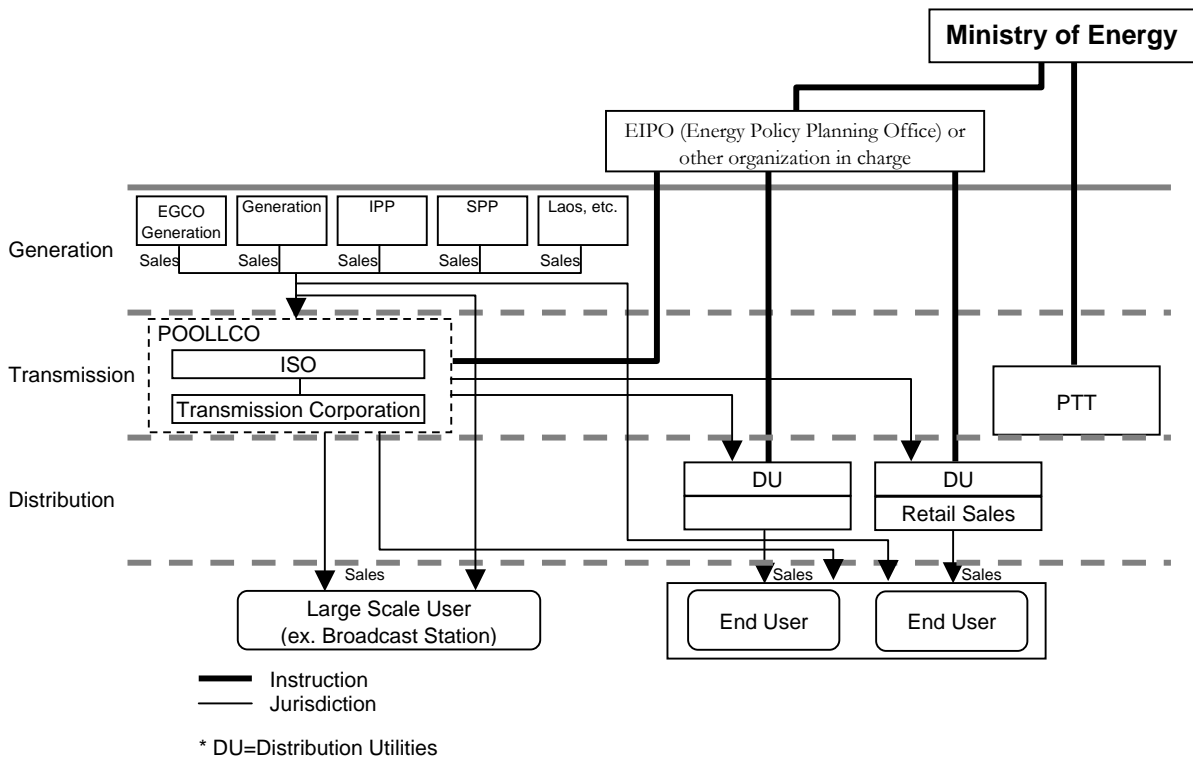 Ministry of Energy
EIPO (Energy Policy Planning Office) or
other organization in charge
Generation
EGCO
Generation
Generation
IPP
SPP
Laos, etc.
Sales
Sales
Sales
Sales
Sales
Transmission
POOLLCO
ISO
Transmission Corporation
PTT
Distribution
DU
DU
Retail Sales
Sales
Sales
Sales
Large Scale User
(ex. Broadcast Station)
End User
End User
Instruction
Jurisdiction
* DU=Distribution Utilities